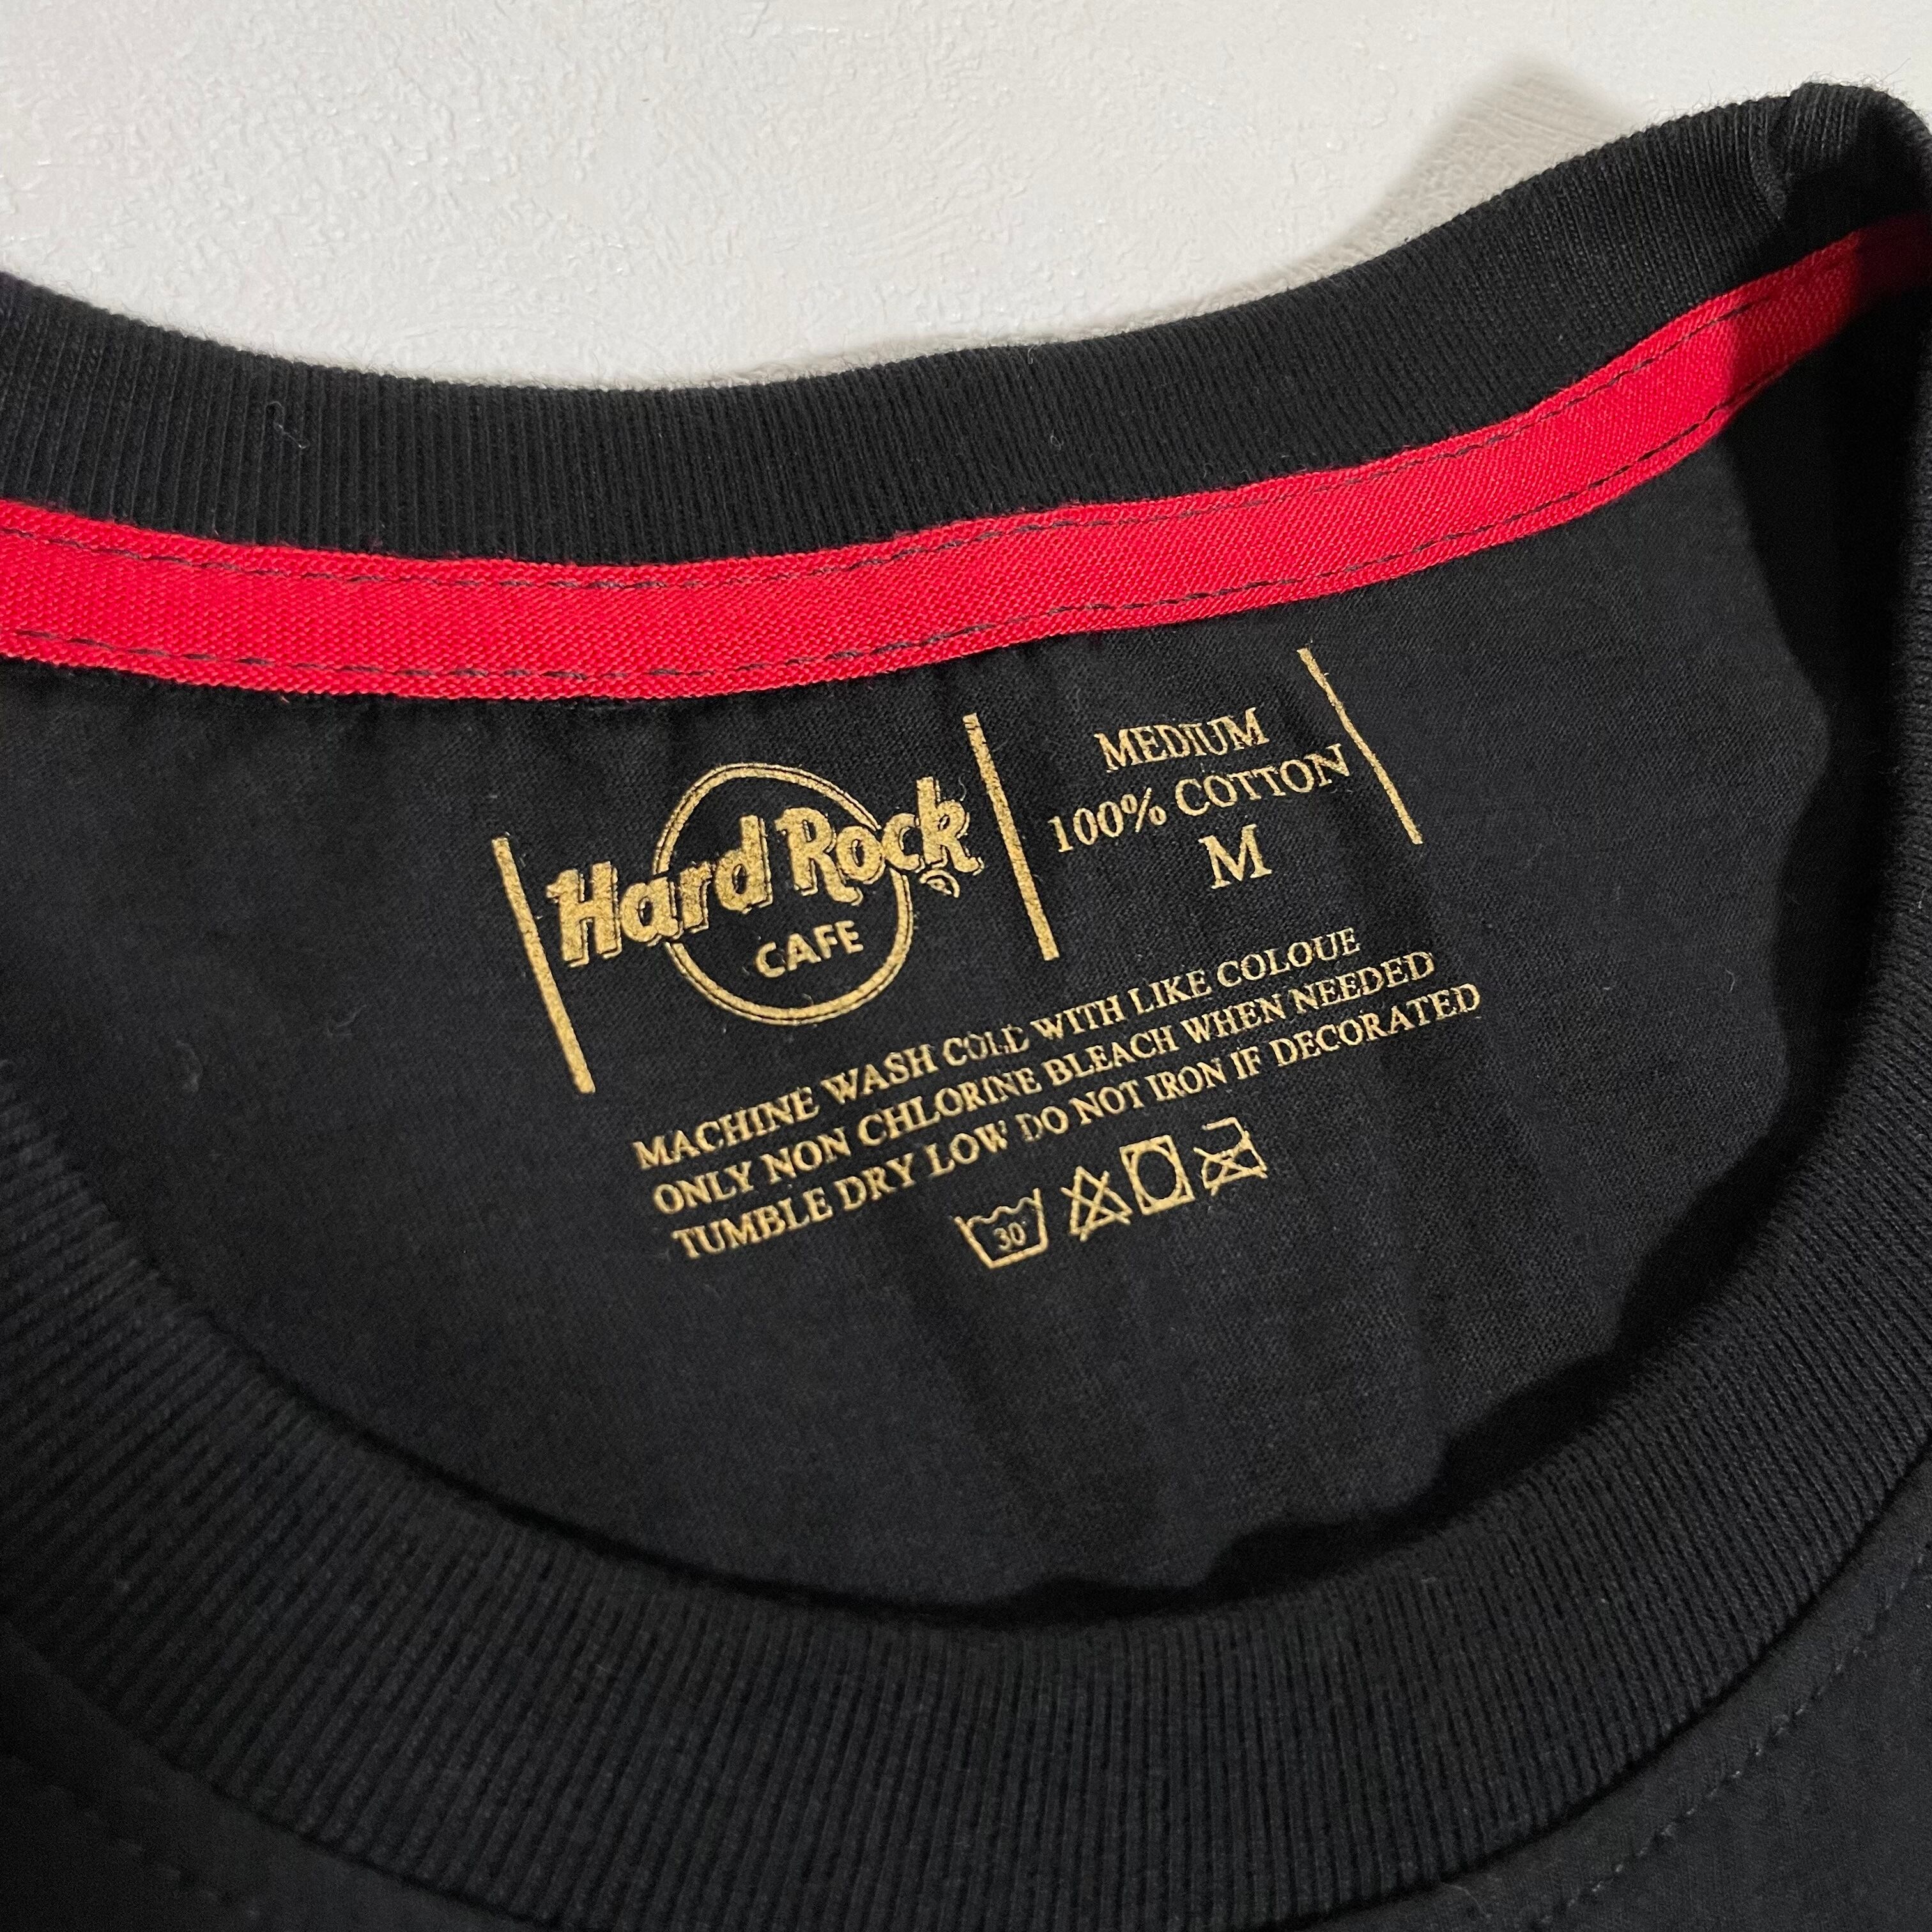 Hard Rock
CAFE
MEDIUM
100% COTTON
M
MACHINE WASH COLD WITH LIKE COLOUE
ONLY NON CHLORINE BLEACH WHEN NEEDED
TUMBLE DRY LOW DO NOT IRON IF DECORATED
30°